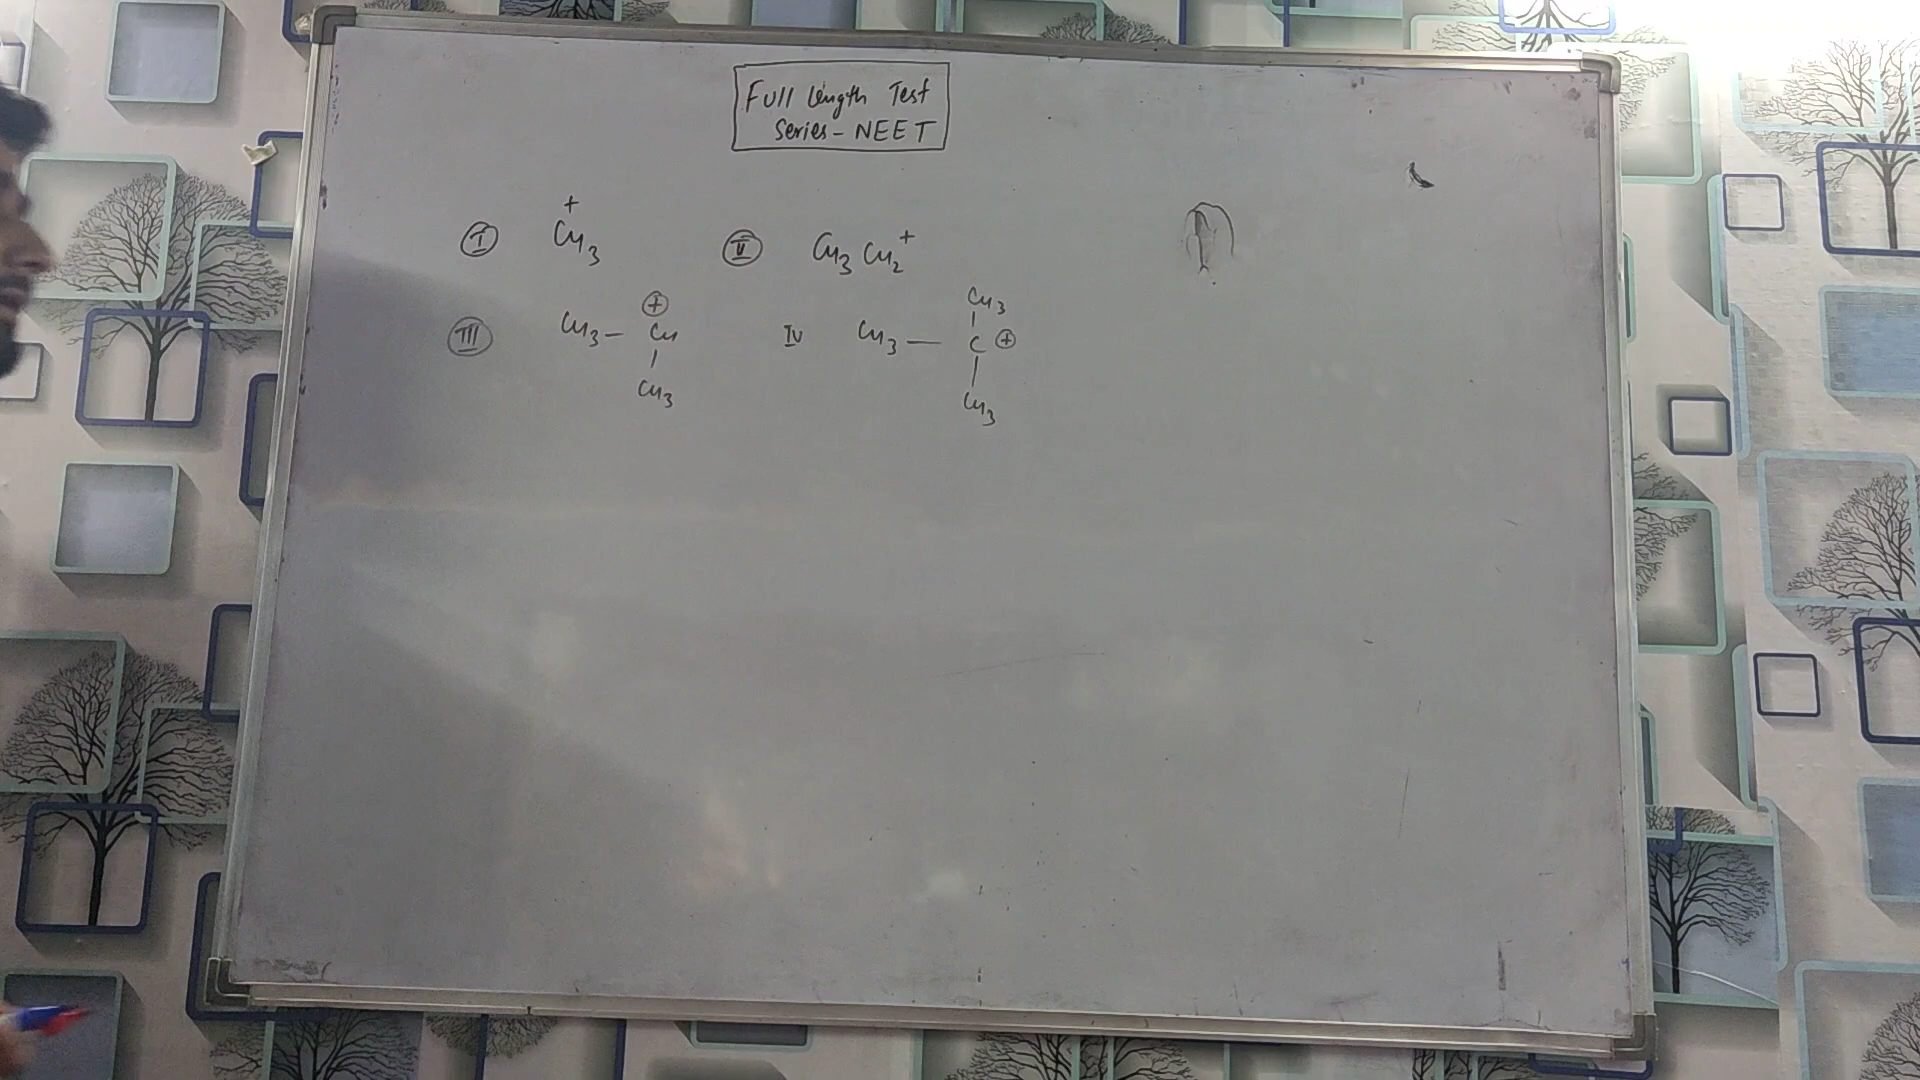 Full length Test
Series - NEET
I +CH3 II CH3 CH2+
III CH3 - CH+ - CH3 IV CH3 - C+ - CH3
CH3